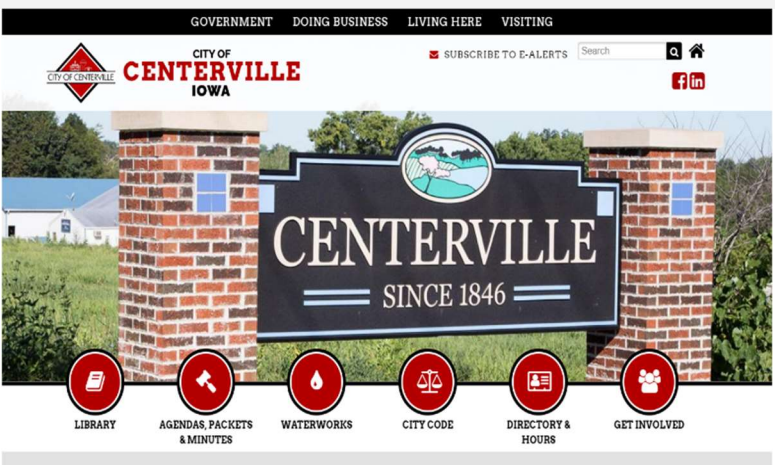 GOVERNMENT DOING BUSINESS LIVING HERE VISITING
CITY OF CENTERVILLE
CITY OF
CENTERVILLE
IOWA
SUBSCRIBE TO E-ALERTS
Search
CENTERVILLE
SINCE 1846
LIBRARY
AGENDAS, PACKETS
& MINUTES
WATERWORKS
CITY CODE
DIRECTORY &
HOURS
GET INVOLVED